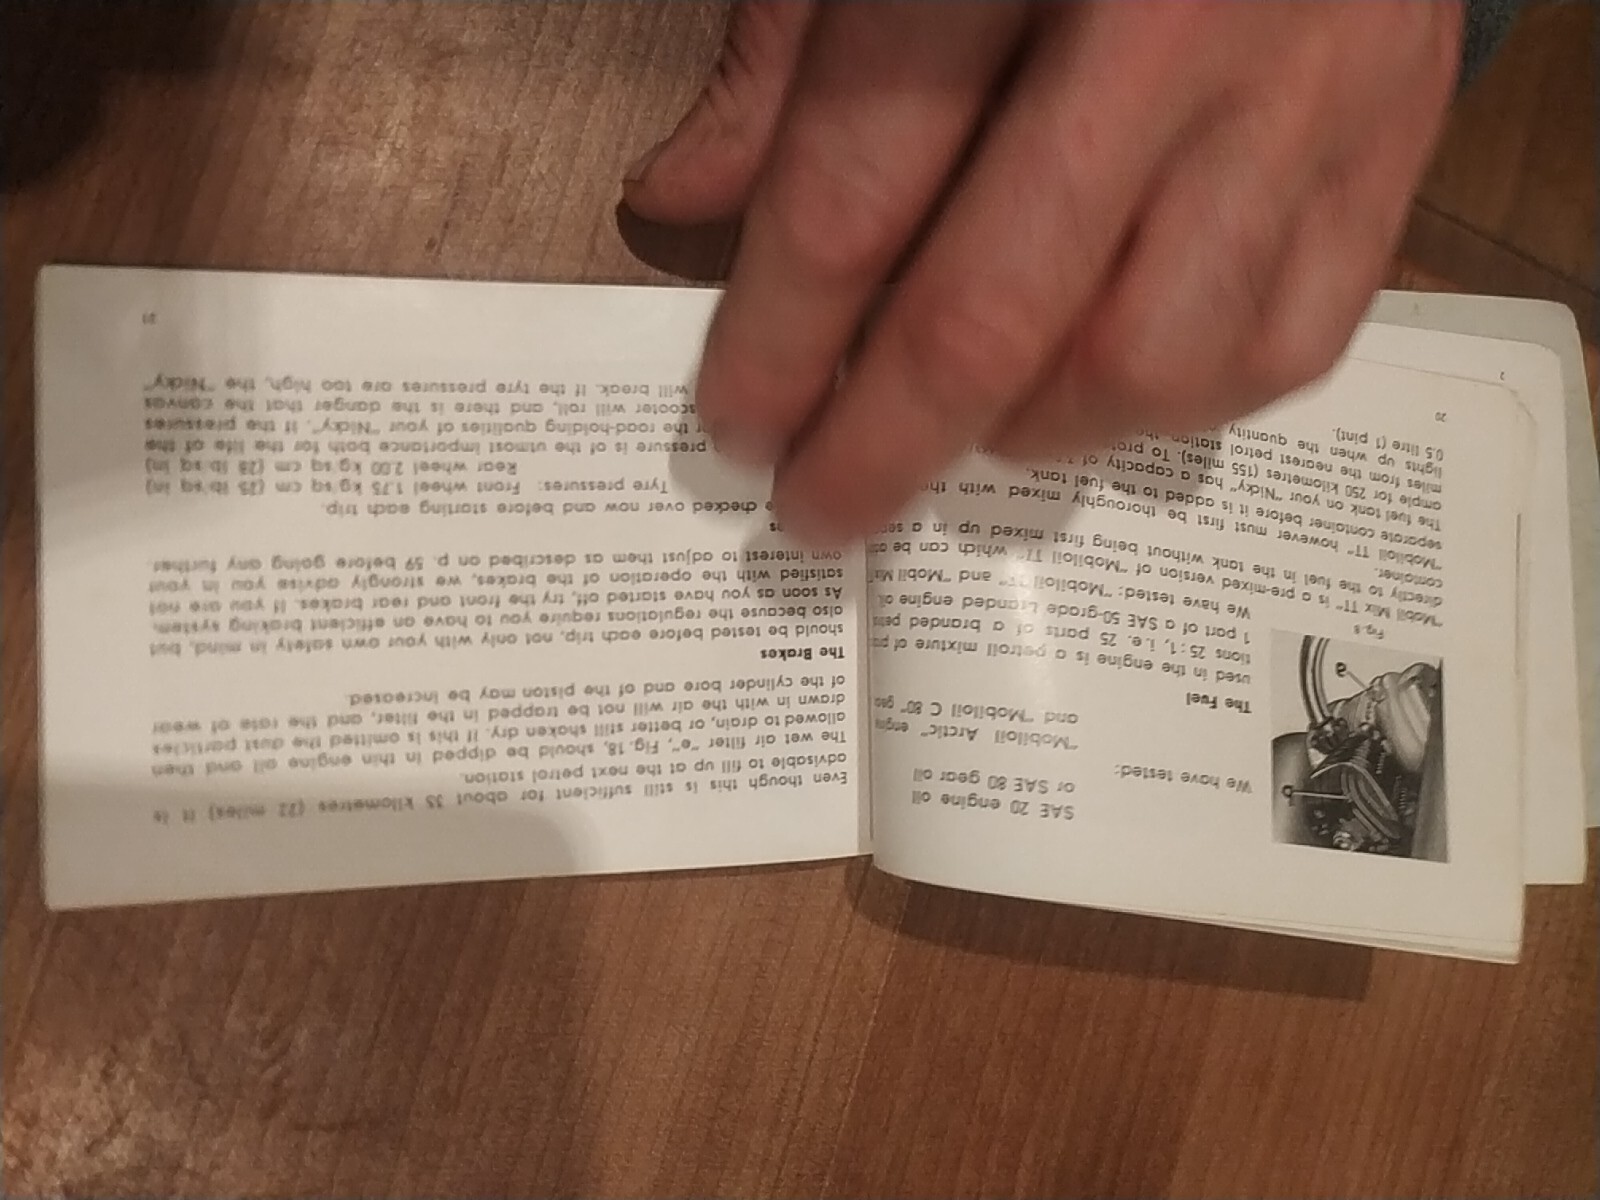 SAE 20 engine oil
or SAE 80 gear oil
We have tested:
"Mobiloil Arctic" engine
and "Mobiloil C 80" gea
The Fuel
used in the engine is a petroil mixture of
tions 25:1, i. e. 25 parts of a branded
1 part of a SAE 50-grade branded engine oil.
We have tested: "Mobiloil TT" and "Mobil Mix
b
a
Fig. 8
"Mobil Mix TT" is a pre-mixed version of "Mobiloil TT" which can be
directly to the fuel in the tank without being first mixed up in a
container.
"Mobiloil TT" however must first be thoroughly mixed with the
separate container before it is added to the fuel tank.
The fuel tank on your "Nicky" has a capacity of
ample for 250 kilometres (155 miles). To
miles from the nearest petrol station,
lights up when the quantity
0.5 litre (1 pint).
20
2
Even though this is still sufficient for about 35 kilometres (22 miles) it is
advisable to fill up at the next petrol station.
The wet air filter "e", Fig. 18, should be dipped in thin engine oil and then
allowed to drain, or better still shaken dry. If this is omitted the dust particles
drawn in with the air will not be trapped in the filter, and the rate of wear
of the cylinder bore and of the piston may be increased.
The Brakes
should be tested before each trip, not only with your own safety in mind, but
also because the regulations require you to have an efficient braking system.
As soon as you have started off, try the front and rear brakes. If you are not
satisfied with the operation of the brakes, we strongly advise you in your
own interest to adjust them as described on p. 59 before going any further.
es
checked over now and before starting each trip.
Tyre pressures: Front wheel 1.75 kg/sq cm (25 lb/sq in)
Rear wheel 2.00 kg/sq cm (28 lb/sq in)
pressure is of the utmost importance both for the life of the
the road-holding qualities of your "Nicky". If the pressures
scooter will roll, and there is the danger that the canvas
will break. If the tyre pressures are too high, the "Nicky"
21